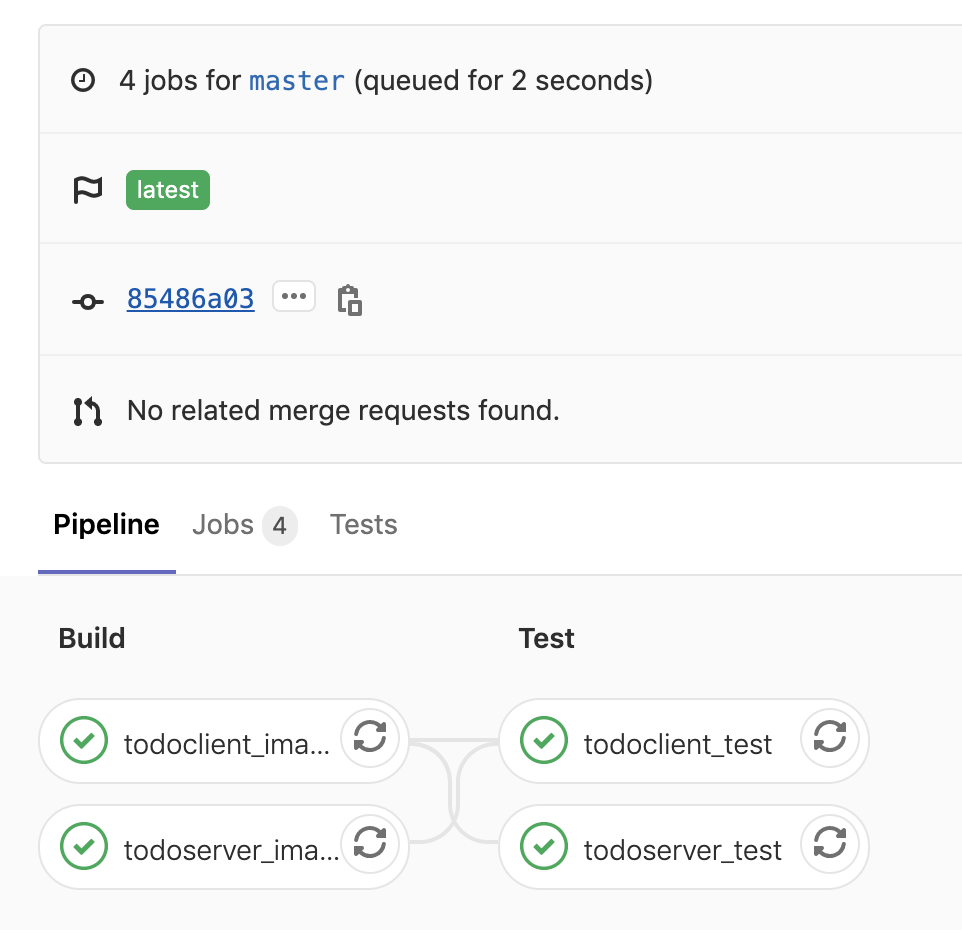 4 jobs for master (queued for 2 seconds)
latest
85486a03
No related merge requests found.
Pipeline Jobs 4 Tests
Build Test
todoclient_ima... todoclient_test
todoserver_ima... todoserver_test